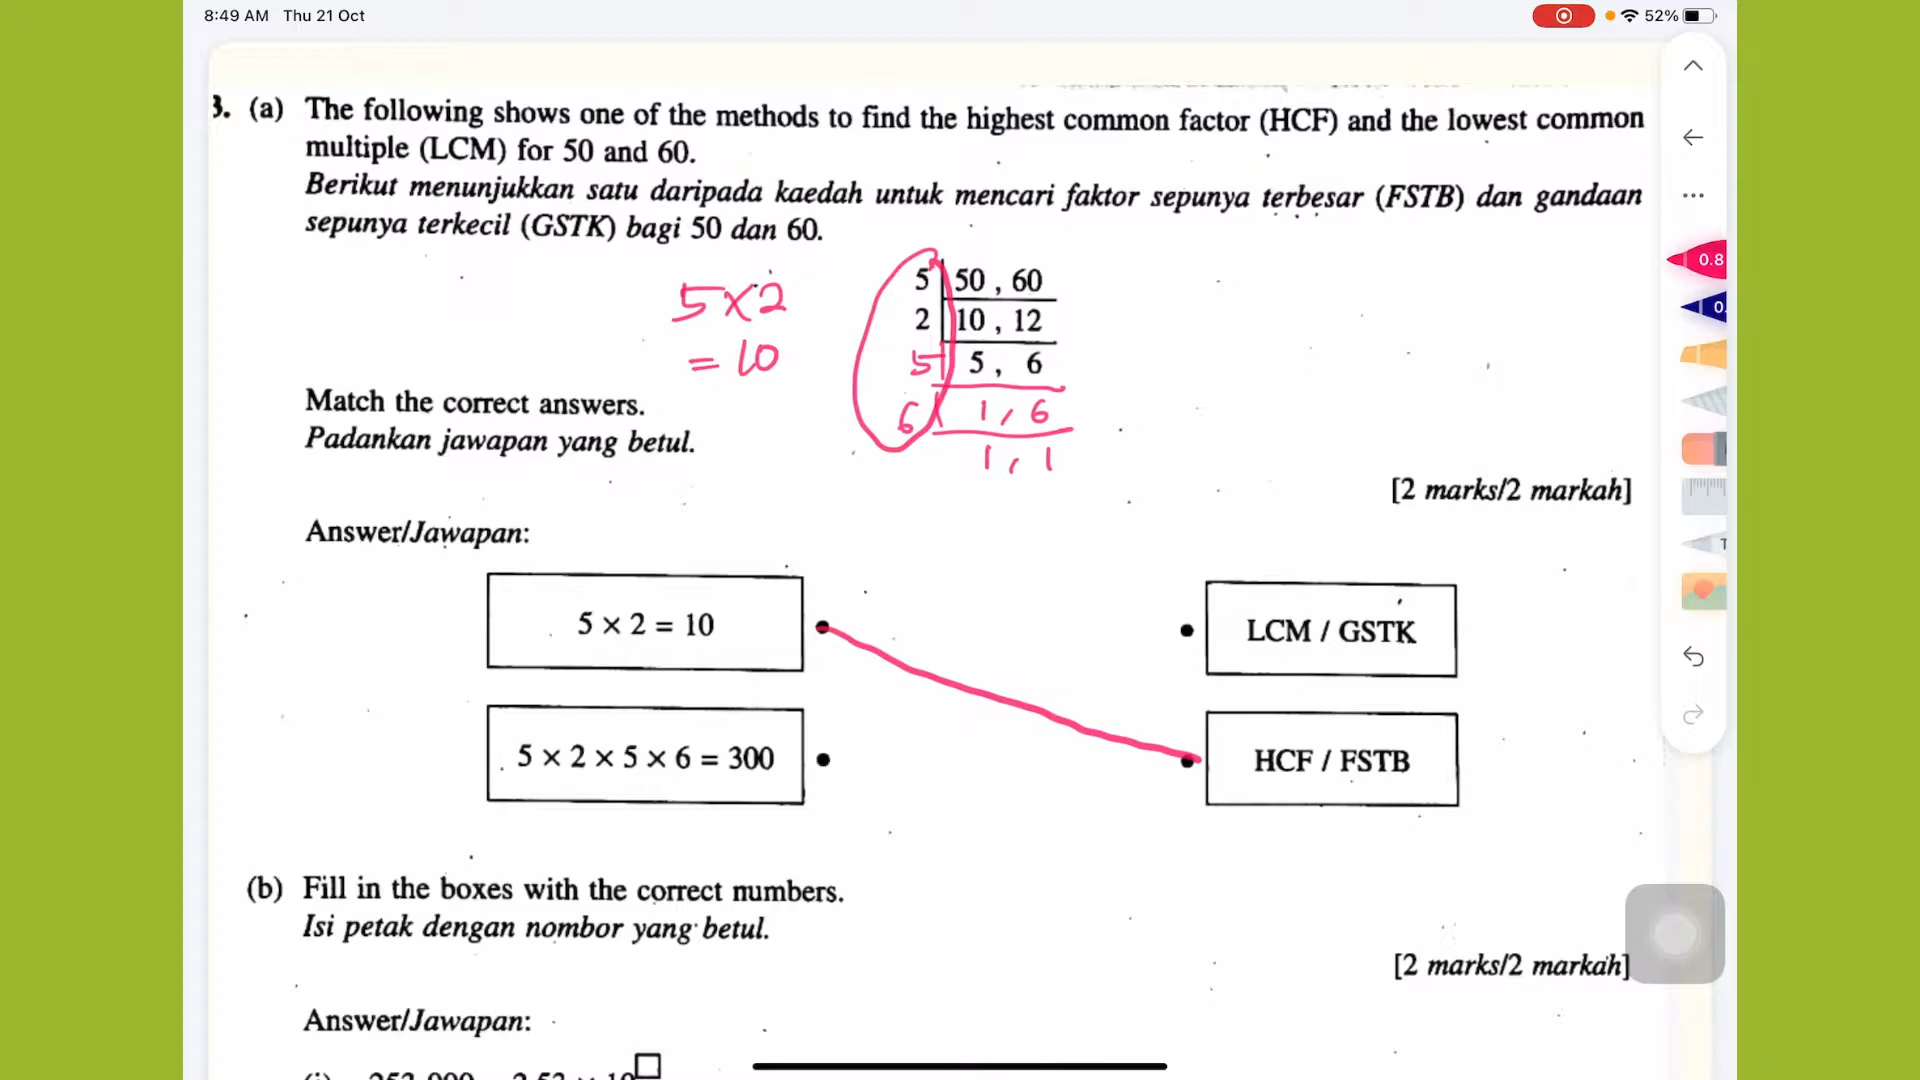 8:49 AM Thu 21 Oct
52%
3. (a) The following shows one of the methods to find the highest common factor (HCF) and the lowest common
multiple (LCM) for 50 and 60.
Berikut menunjukkan satu daripada kaedah untuk mencari faktor sepunya terbesar (FSTB) dan gandaan
sepunya terkecil (GSTK) bagi 50 dan 60.
5 50 , 60
2 10 , 12
5 5 , 6
6 1 , 6
1 , 1
5 × 2
= 10
Match the correct answers.
Padankan jawapan yang betul.
[2 marks/2 markah]
Answer/Jawapan:
5 × 2 = 10
LCM / GSTK
5 × 2 × 5 × 6 = 300
HCF / FSTB
(b) Fill in the boxes with the correct numbers.
Isi petak dengan nombor yang betul.
[2 marks/2 markah]
Answer/Jawapan:
0.8